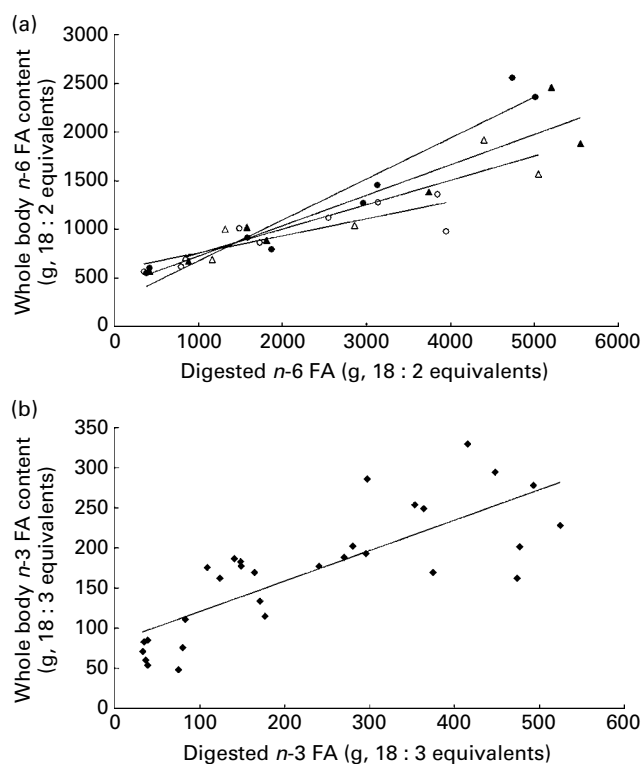 (a)
Whole body n-6 FA content
(g, 18 : 2 equivalents)
3000
2500
2000
1500
1000
500
0
0 1000 2000 3000 4000 5000 6000
Digested n-6 FA (g, 18 : 2 equivalents)
(b)
Whole body n-3 FA content
(g, 18 : 3 equivalents)
350
300
250
200
150
100
50
0
0 100 200 300 400 500 600
Digested n-3 FA (g, 18 : 3 equivalents)